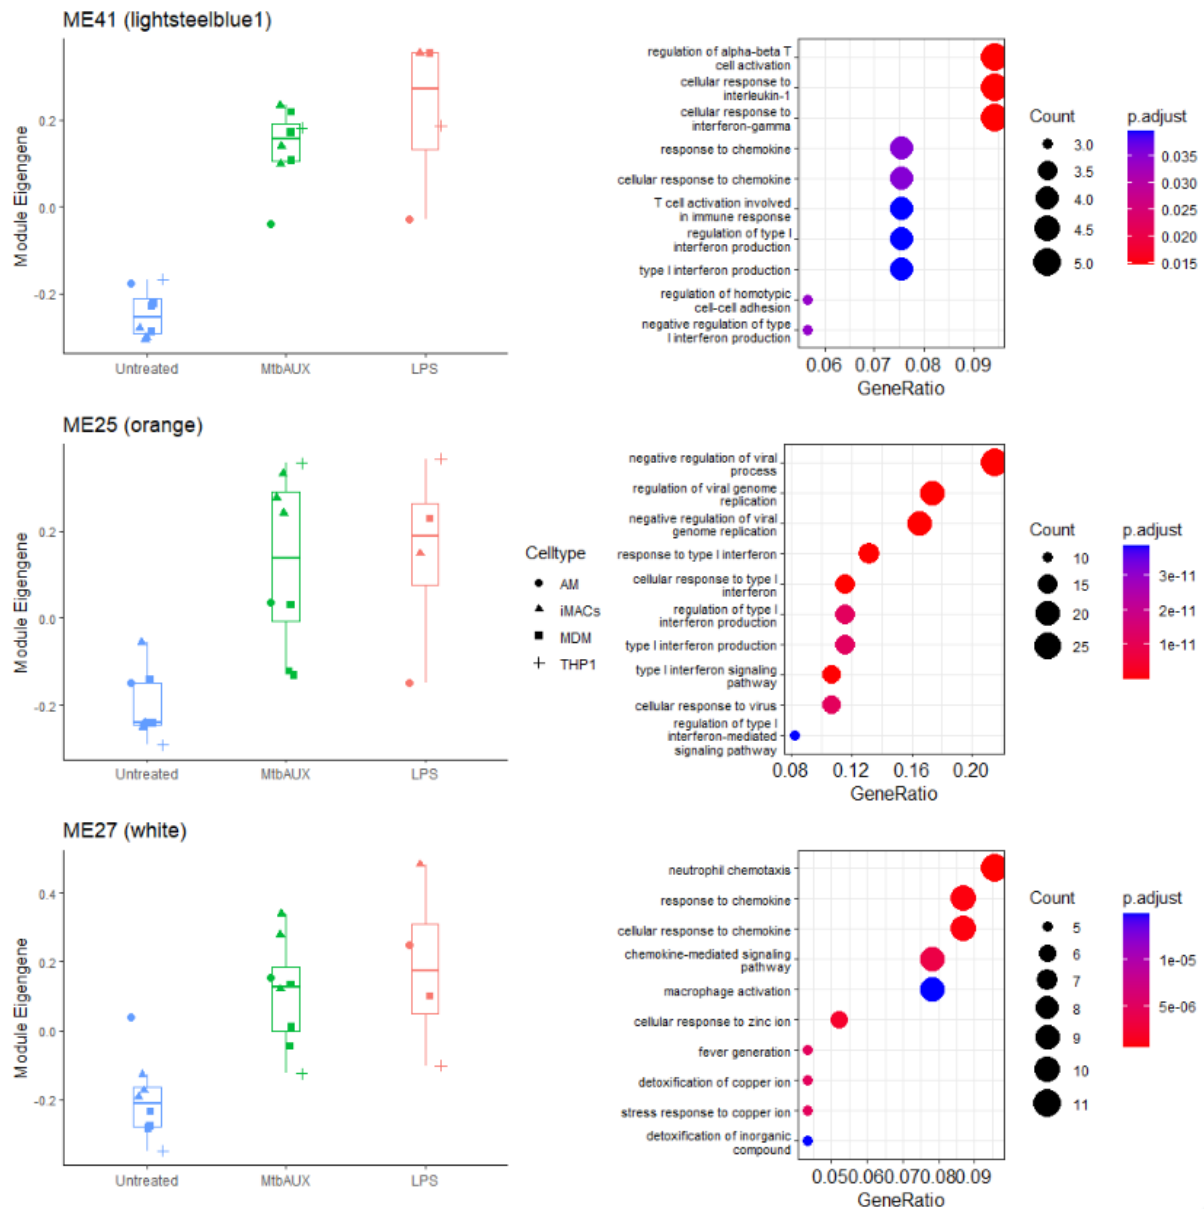 ME41 (lightsteelblue1)
Module Eigengene
0.2
0.0
-0.2
Untreated
MtbAUX
LPS
regulation of alpha-beta T
cell activation
cellular response to
interleukin-1
cellular response to
interferon-gamma
response to chemokine
cellular response to chemokine
T cell activation involved
in immune response
regulation of type I
interferon production
type I interferon production
regulation of homotypic
cell-cell adhesion
negative regulation of type
I interferon production
0.06 0.07 0.08 0.09
GeneRatio
Count
3.0
3.5
4.0
4.5
5.0
p.adjust
0.035
0.030
0.025
0.020
0.015
ME25 (orange)
Module Eigengene
0.2
0.0
-0.2
Untreated
MtbAUX
LPS
Celltype
AM
iMACs
MDM
THP1
negative regulation of viral
process
regulation of viral genome
replication
negative regulation of viral
genome replication
response to type I interferon
cellular response to type I
interferon
regulation of type I
interferon production
type I interferon production
type I interferon signaling
pathway
cellular response to virus
regulation of type I
interferon-mediated
signaling pathway
0.08 0.12 0.16 0.20
GeneRatio
Count
10
15
20
25
p.adjust
3e-11
2e-11
1e-11
ME27 (white)
Module Eigengene
0.4
0.2
0.0
-0.2
Untreated
MtbAUX
LPS
neutrophil chemotaxis
response to chemokine
cellular response to chemokine
chemokine-mediated signaling
pathway
macrophage activation
cellular response to zinc ion
fever generation
detoxification of copper ion
stress response to copper ion
detoxification of inorganic
compound
0.050.060.070.080.09
GeneRatio
Count
5
6
7
8
9
10
11
p.adjust
1e-05
5e-06